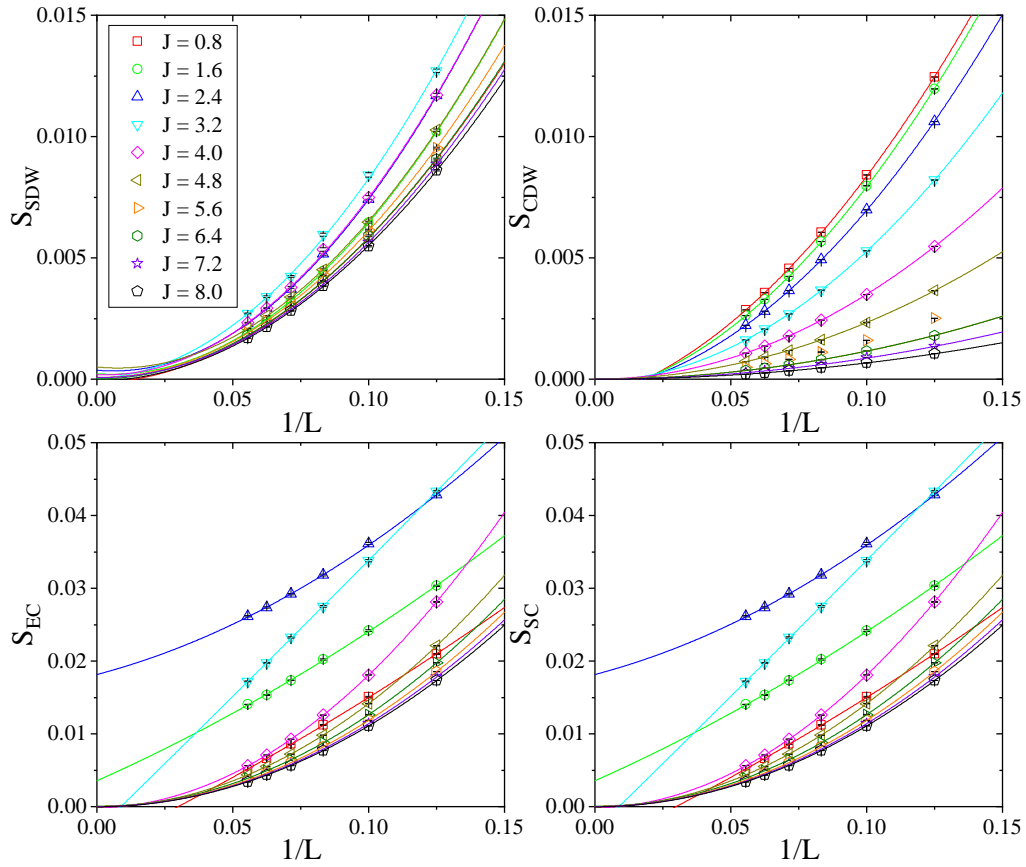 0.015
0.010
0.005
0.000
S_SDW
J = 0.8
J = 1.6
J = 2.4
J = 3.2
J = 4.0
J = 4.8
J = 5.6
J = 6.4
J = 7.2
J = 8.0
0.00 0.05 0.10 0.15
1/L
0.015
0.010
0.005
0.000
S_CDW
0.00 0.05 0.10 0.15
1/L
0.05
0.04
0.03
0.02
0.01
0.00
S_EC
0.00 0.05 0.10 0.15
1/L
0.05
0.04
0.03
0.02
0.01
0.00
S_SC
0.00 0.05 0.10 0.15
1/L